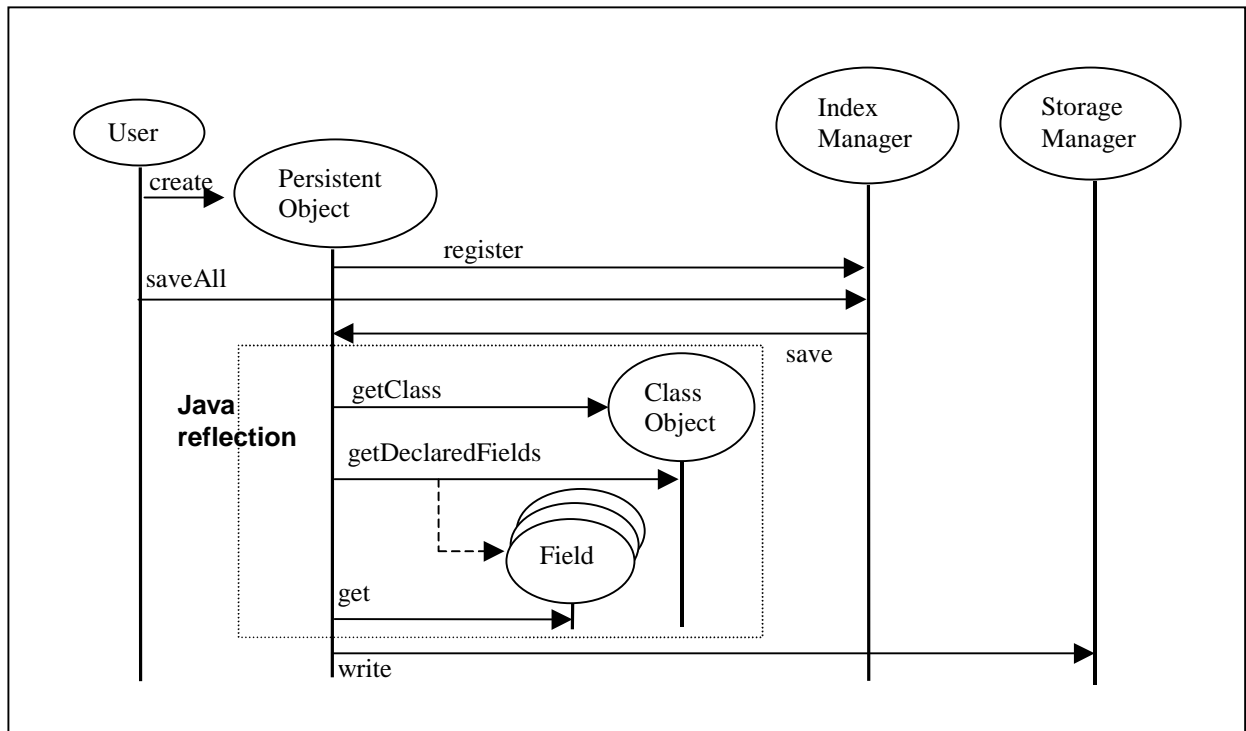 User
Index
Manager
Storage
Manager
create
Persistent
Object
register
saveAll
save
Java
reflection
getClass
Class
Object
getDeclaredFields
Field
get
write